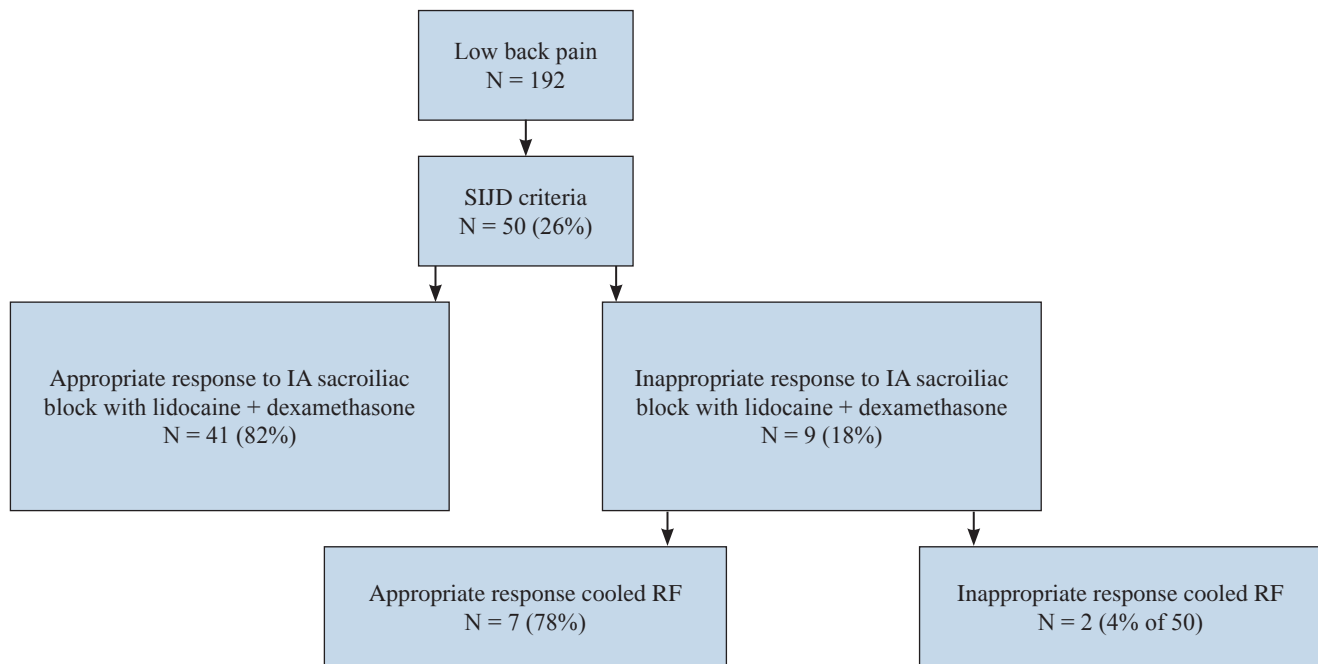 Low back pain
N = 192
SIJD criteria
N = 50 (26%)
Appropriate response to IA sacroiliac
block with lidocaine + dexamethasone
N = 41 (82%)
Inappropriate response to IA sacroiliac
block with lidocaine + dexamethasone
N = 9 (18%)
Appropriate response cooled RF
N = 7 (78%)
Inappropriate response cooled RF
N = 2 (4% of 50)